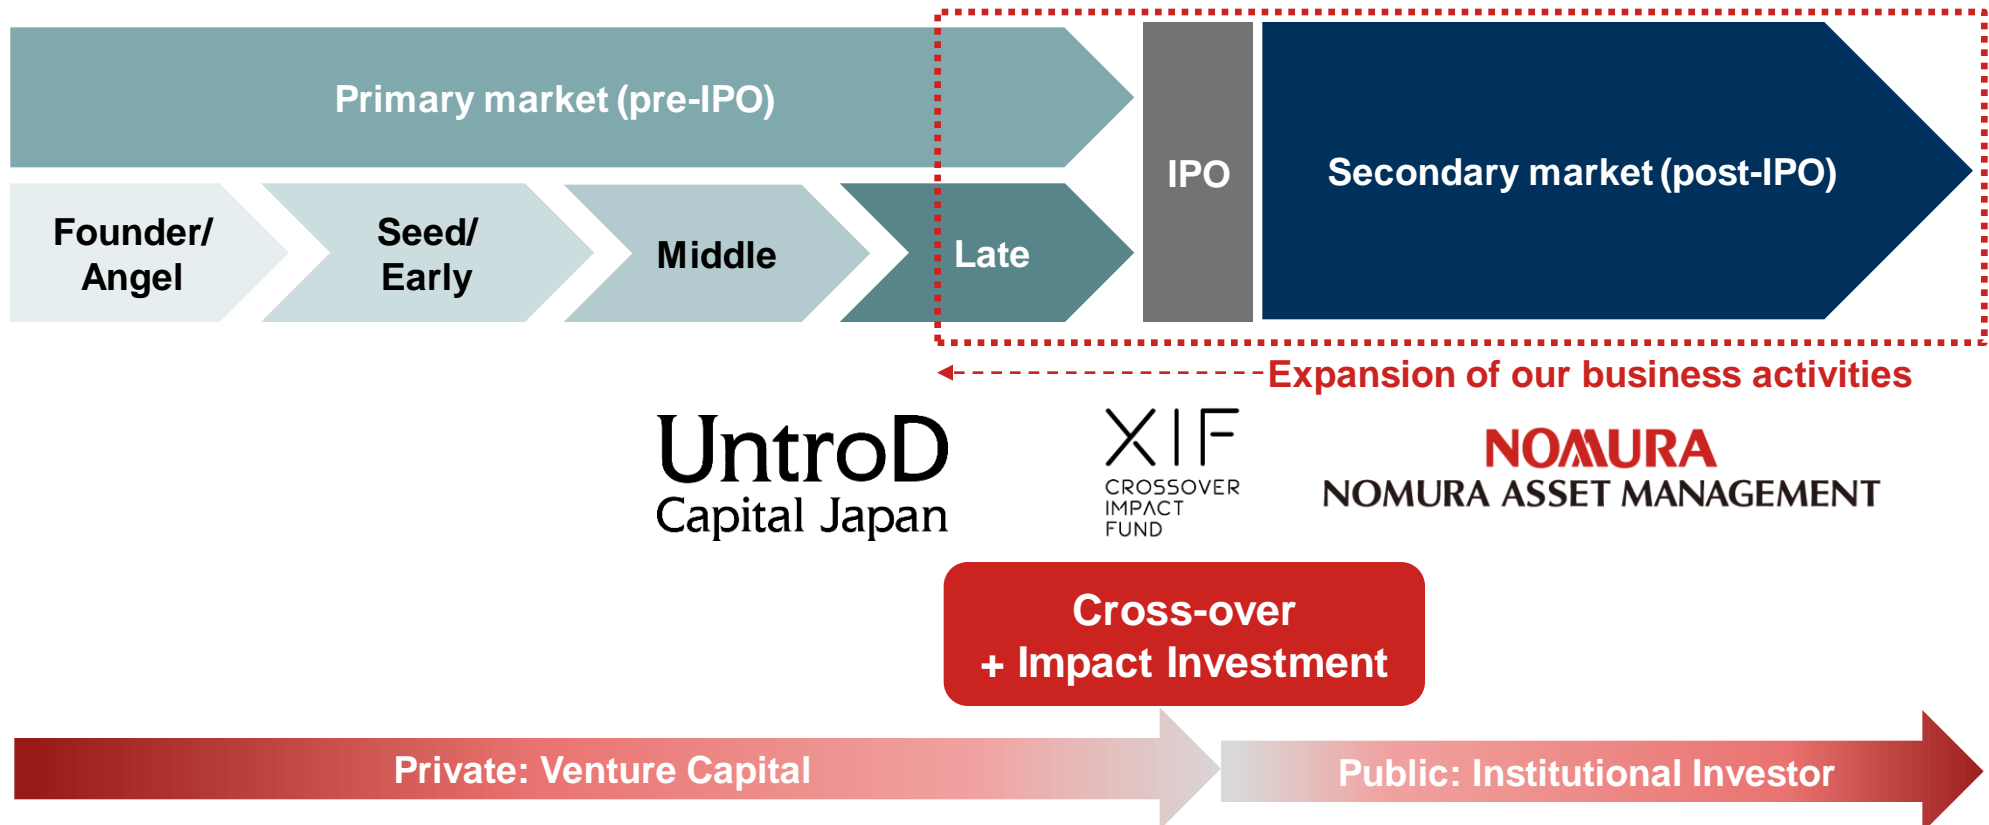 Primary market (pre-IPO)
IPO
Secondary market (post-IPO)
Founder/
Angel
Seed/
Early
Middle
Late
Expansion of our business activities
UntroD
Capital Japan
XIF
CROSSOVER
IMPACT
FUND
NOMURA
NOMURA ASSET MANAGEMENT
Cross-over
+ Impact Investment
Private: Venture Capital
Public: Institutional Investor